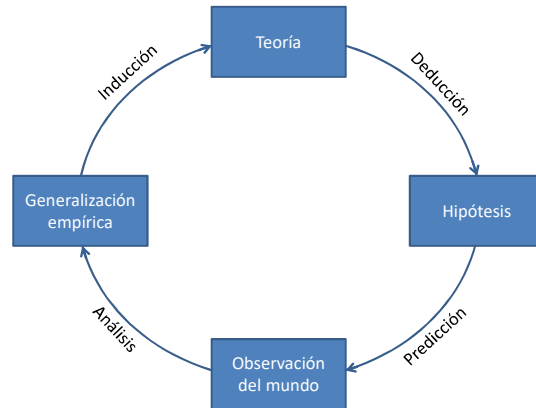 Teoría
Inducción
Deducción
Generalización
empírica
Hipótesis
Análisis
Predicción
Observación
del mundo